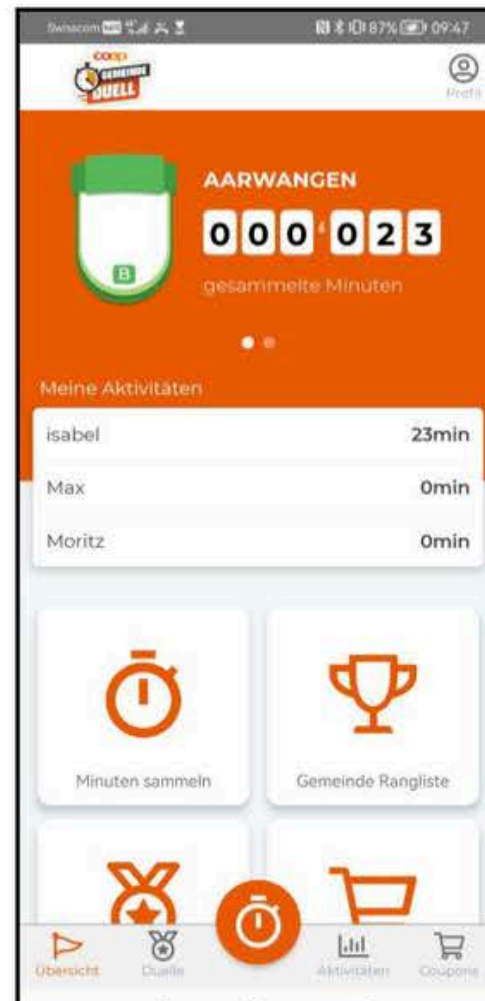 Swisscom
87% 09:47
coop
GEMEINDE
DUELL
Profil
AARWANGEN
000'023
B
gesammelte Minuten
Meine Aktivitäten
isabel 23min
Max 0min
Moritz 0min
Minuten sammeln Gemeinde Rangliste
Übersicht Duelle Aktivitäten Coupons